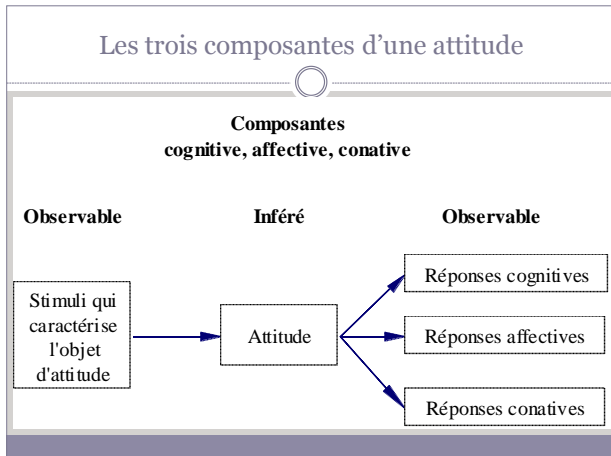 Les trois composantes d’une attitude
Composantes
cognitive, affective, conative
Observable
Inféré
Observable
Stimuli qui
caractérise
l'objet
d'attitude
Attitude
Réponses cognitives
Réponses affectives
Réponses conatives